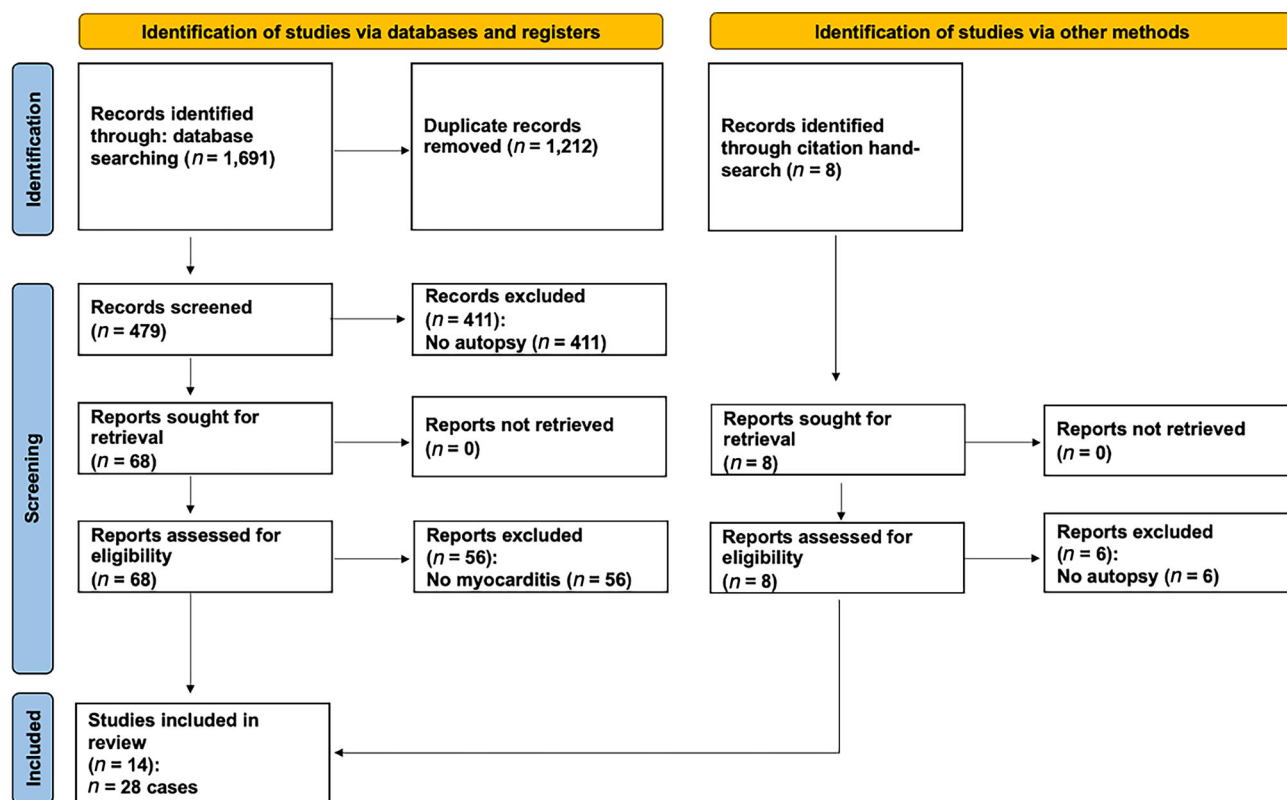 Identification of studies via databases and registers
Identification of studies via other methods
Identification
Records identified
through: database
searching (n = 1,691)
Duplicate records
removed (n = 1,212)
Records identified
through citation hand-
search (n = 8)
Screening
Records screened
(n = 479)
Records excluded
(n = 411):
No autopsy (n = 411)
Reports sought for
retrieval
(n = 68)
Reports not retrieved
(n = 0)
Reports sought for
retrieval
(n = 8)
Reports not retrieved
(n = 0)
Reports assessed for
eligibility
(n = 68)
Reports excluded
(n = 56):
No myocarditis (n = 56)
Reports assessed for
eligibility
(n = 8)
Reports excluded
(n = 6):
No autopsy (n = 6)
Included
Studies included in
review
(n = 14):
n = 28 cases